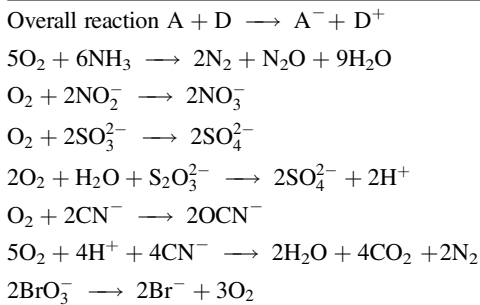 Overall reaction A + D ⟶ A⁻ + D⁺
5O₂ + 6NH₃ ⟶ 2N₂ + N₂O + 9H₂O
O₂ + 2NO₂⁻ ⟶ 2NO₃⁻
O₂ + 2SO₃²⁻ ⟶ 2SO₄²⁻
2O₂ + H₂O + S₂O₃²⁻ ⟶ 2SO₄²⁻ + 2H⁺
O₂ + 2CN⁻ ⟶ 2OCN⁻
5O₂ + 4H⁺ + 4CN⁻ ⟶ 2H₂O + 4CO₂ +2N₂
2BrO₃⁻ ⟶ 2Br⁻ + 3O₂